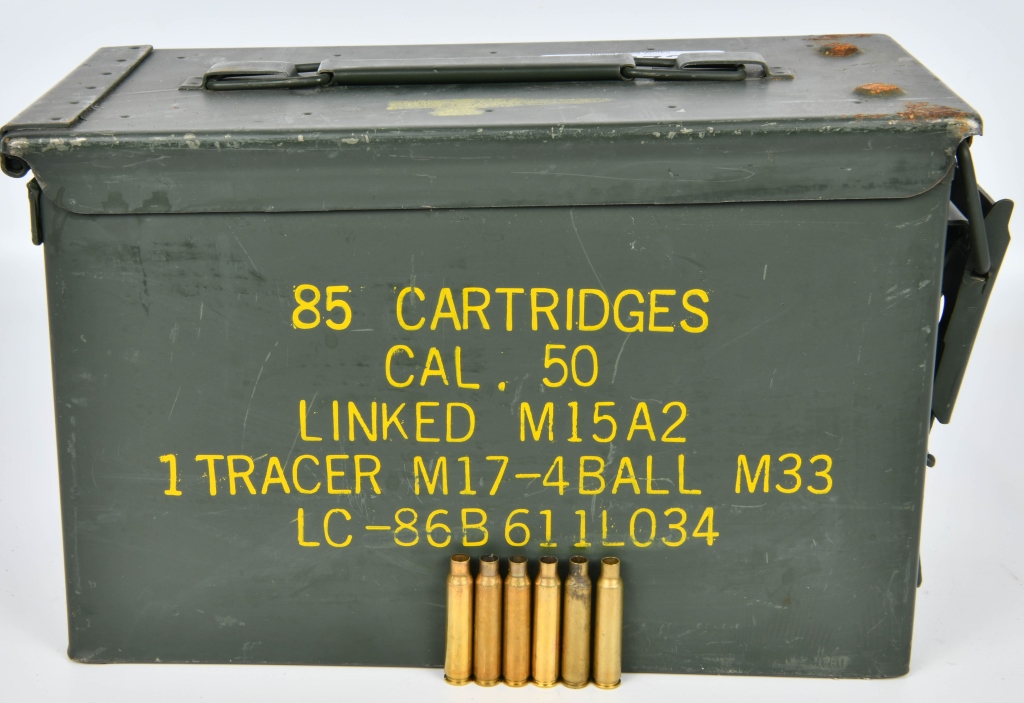 85 CARTRIDGES
CAL. 50
LINKED M15A2
1 TRACER M17-4 BALL M33
LC-86B611L034